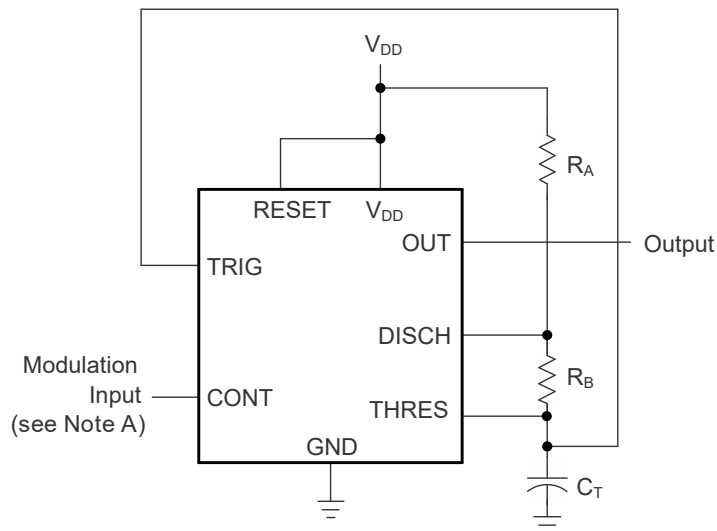 V_DD
RESET
V_DD
R_A
OUT
Output
TRIG
DISCH
Modulation
Input
(see Note A)
CONT
R_B
THRES
GND
C_T